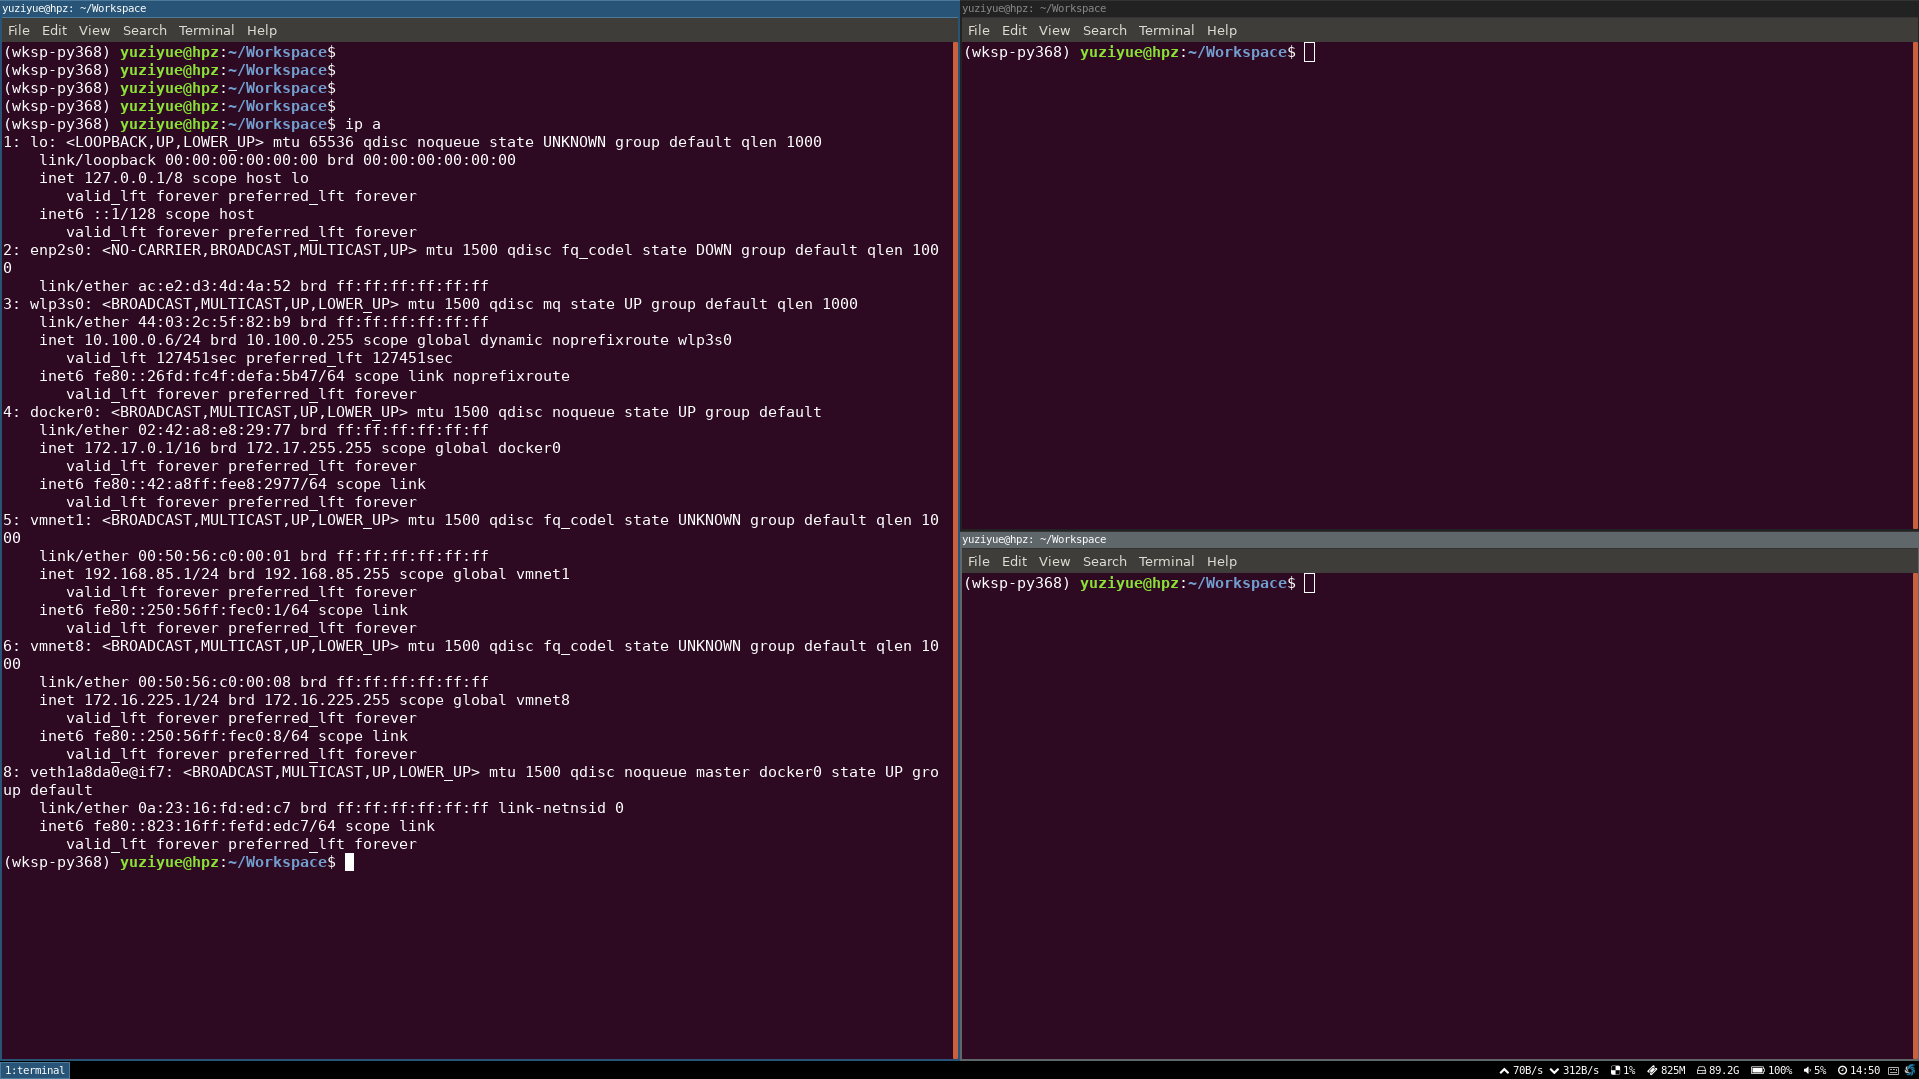 yuziyue@hpz: ~/Workspace
File Edit View Search Terminal Help
(wksp-py368) yuziyue@hpz:~/Workspace$
(wksp-py368) yuziyue@hpz:~/Workspace$
(wksp-py368) yuziyue@hpz:~/Workspace$
(wksp-py368) yuziyue@hpz:~/Workspace$
(wksp-py368) yuziyue@hpz:~/Workspace$ ip a
1: lo: <LOOPBACK,UP,LOWER_UP> mtu 65536 qdisc noqueue state UNKNOWN group default qlen 1000
    link/loopback 00:00:00:00:00:00 brd 00:00:00:00:00:00
    inet 127.0.0.1/8 scope host lo
       valid_lft forever preferred_lft forever
    inet6 ::1/128 scope host
       valid_lft forever preferred_lft forever
2: enp2s0: <NO-CARRIER,BROADCAST,MULTICAST,UP> mtu 1500 qdisc fq_codel state DOWN group default qlen 100
0
    link/ether ac:e2:d3:4d:4a:52 brd ff:ff:ff:ff:ff:ff
3: wlp3s0: <BROADCAST,MULTICAST,UP,LOWER_UP> mtu 1500 qdisc mq state UP group default qlen 1000
    link/ether 44:03:2c:5f:82:b9 brd ff:ff:ff:ff:ff:ff
    inet 10.100.0.6/24 brd 10.100.0.255 scope global dynamic noprefixroute wlp3s0
       valid_lft 127451sec preferred_lft 127451sec
    inet6 fe80::26fd:fc4f:defa:5b47/64 scope link noprefixroute
       valid_lft forever preferred_lft forever
4: docker0: <BROADCAST,MULTICAST,UP,LOWER_UP> mtu 1500 qdisc noqueue state UP group default
    link/ether 02:42:a8:e8:29:77 brd ff:ff:ff:ff:ff:ff
    inet 172.17.0.1/16 brd 172.17.255.255 scope global docker0
       valid_lft forever preferred_lft forever
    inet6 fe80::42:a8ff:fee8:2977/64 scope link
       valid_lft forever preferred_lft forever
5: vmnet1: <BROADCAST,MULTICAST,UP,LOWER_UP> mtu 1500 qdisc fq_codel state UNKNOWN group default qlen 10
00
    link/ether 00:50:56:c0:00:01 brd ff:ff:ff:ff:ff:ff
    inet 192.168.85.1/24 brd 192.168.85.255 scope global vmnet1
       valid_lft forever preferred_lft forever
    inet6 fe80::250:56ff:fec0:1/64 scope link
       valid_lft forever preferred_lft forever
6: vmnet8: <BROADCAST,MULTICAST,UP,LOWER_UP> mtu 1500 qdisc fq_codel state UNKNOWN group default qlen 10
00
    link/ether 00:50:56:c0:00:08 brd ff:ff:ff:ff:ff:ff
    inet 172.16.225.1/24 brd 172.16.225.255 scope global vmnet8
       valid_lft forever preferred_lft forever
    inet6 fe80::250:56ff:fec0:8/64 scope link
       valid_lft forever preferred_lft forever
8: veth1a8da0e@if7: <BROADCAST,MULTICAST,UP,LOWER_UP> mtu 1500 qdisc noqueue master docker0 state UP gro
up default
    link/ether 0a:23:16:fd:ed:c7 brd ff:ff:ff:ff:ff:ff link-netnsid 0
    inet6 fe80::823:16ff:fefd:edc7/64 scope link
       valid_lft forever preferred_lft forever
(wksp-py368) yuziyue@hpz:~/Workspace$
yuziyue@hpz: ~/Workspace
File Edit View Search Terminal Help
(wksp-py368) yuziyue@hpz:~/Workspace$
yuziyue@hpz: ~/Workspace
File Edit View Search Terminal Help
(wksp-py368) yuziyue@hpz:~/Workspace$
1:terminal
70B/s 312B/s 1% 825M 89.2G 100% 5% 14:50